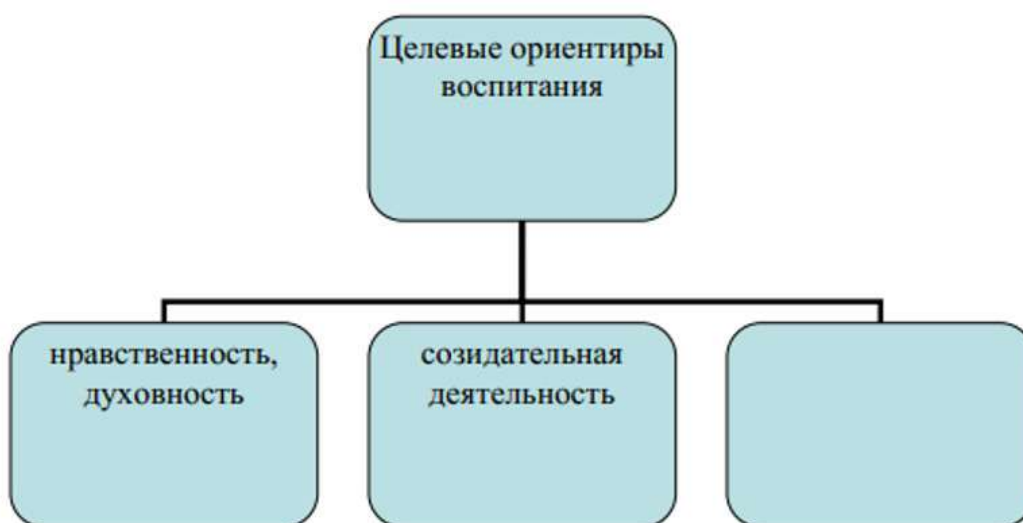 Целевые ориентиры
воспитания
нравственность,
духовность
созидательная
деятельность